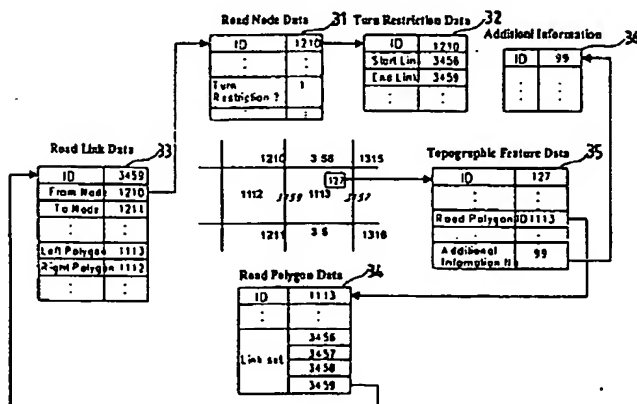 Road Node Data 31
ID 1210
Turn Restriction ? 1
Turn Restriction Data 32
ID 1210
Start Link 3456
End Link 3459
Additionl Information 36
ID 99
Road Link Data 33
ID 3459
From Node 1210
To Node 1211
Left Polygon 1113
Right Polygon 1112
1210 1315
127
1112 1113
1211 1316
Topographic Feature Data 35
ID 127
Road Polygon ID 1113
Additional Information No 99
Road Polygon Data 34
ID 1113
Link set
3456
3457
3458
3459